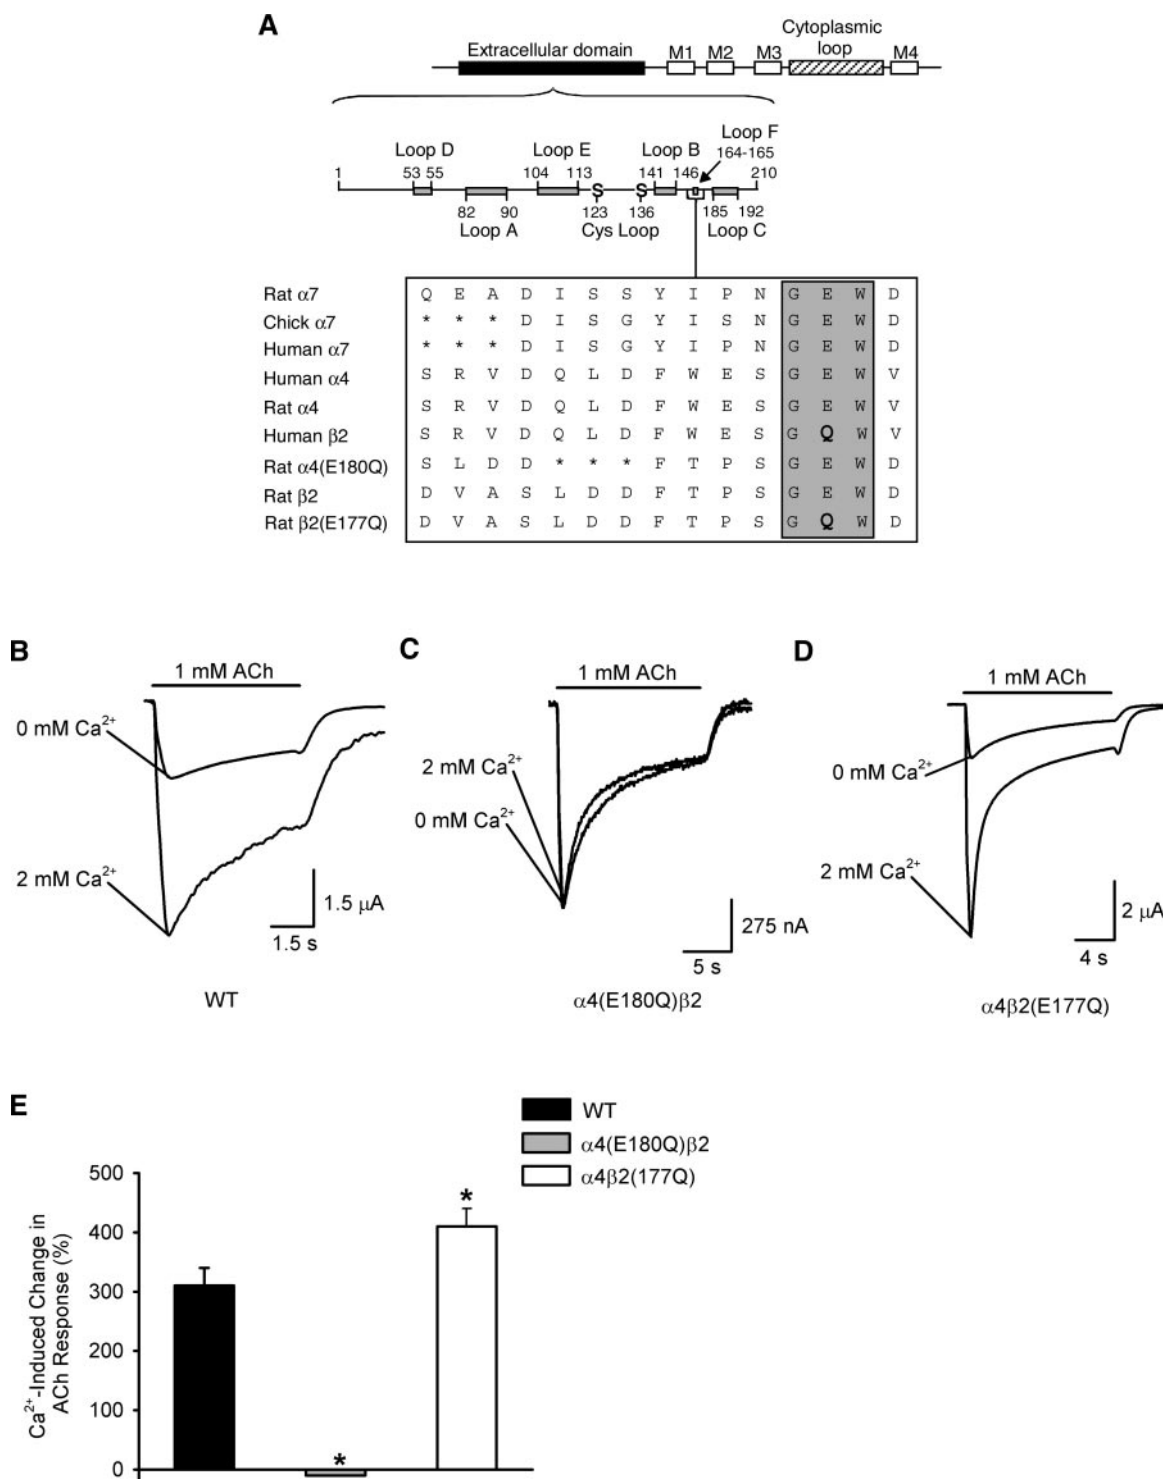 A
Extracellular domain
M1
M2
M3
Cytoplasmic
loop
M4
Loop D
Loop E
Loop B
Loop F
164-165
1
53 55
104 113
141 146
210
S
S
82 90
123
136
185 192
Loop A
Cys Loop
Loop C
Rat α7 Q E A D I S S Y I P N G E W D
Chick α7 * * * D I S G Y I S N G E W D
Human α7 * * * D I S G Y I P N G E W D
Human α4 S R V D Q L D F W E S G E W V
Rat α4 S R V D Q L D F W E S G E W V
Human β2 S R V D Q L D F W E S G Q W V
Rat α4(E180Q) S L D D * * * F T P S G E W D
Rat β2 D V A S L D D F T P S G E W D
Rat β2(E177Q) D V A S L D D F T P S G Q W D
B
1 mM ACh
0 mM Ca²⁺
2 mM Ca²⁺
1.5 μA
1.5 s
WT
C
1 mM ACh
2 mM Ca²⁺
0 mM Ca²⁺
275 nA
5 s
α4(E180Q)β2
D
1 mM ACh
0 mM Ca²⁺
2 mM Ca²⁺
2 μA
4 s
α4β2(E177Q)
E
WT
α4(E180Q)β2
α4β2(177Q)
Ca²⁺-Induced Change in
ACh Response (%)
500
400
300
200
100
0
*
*